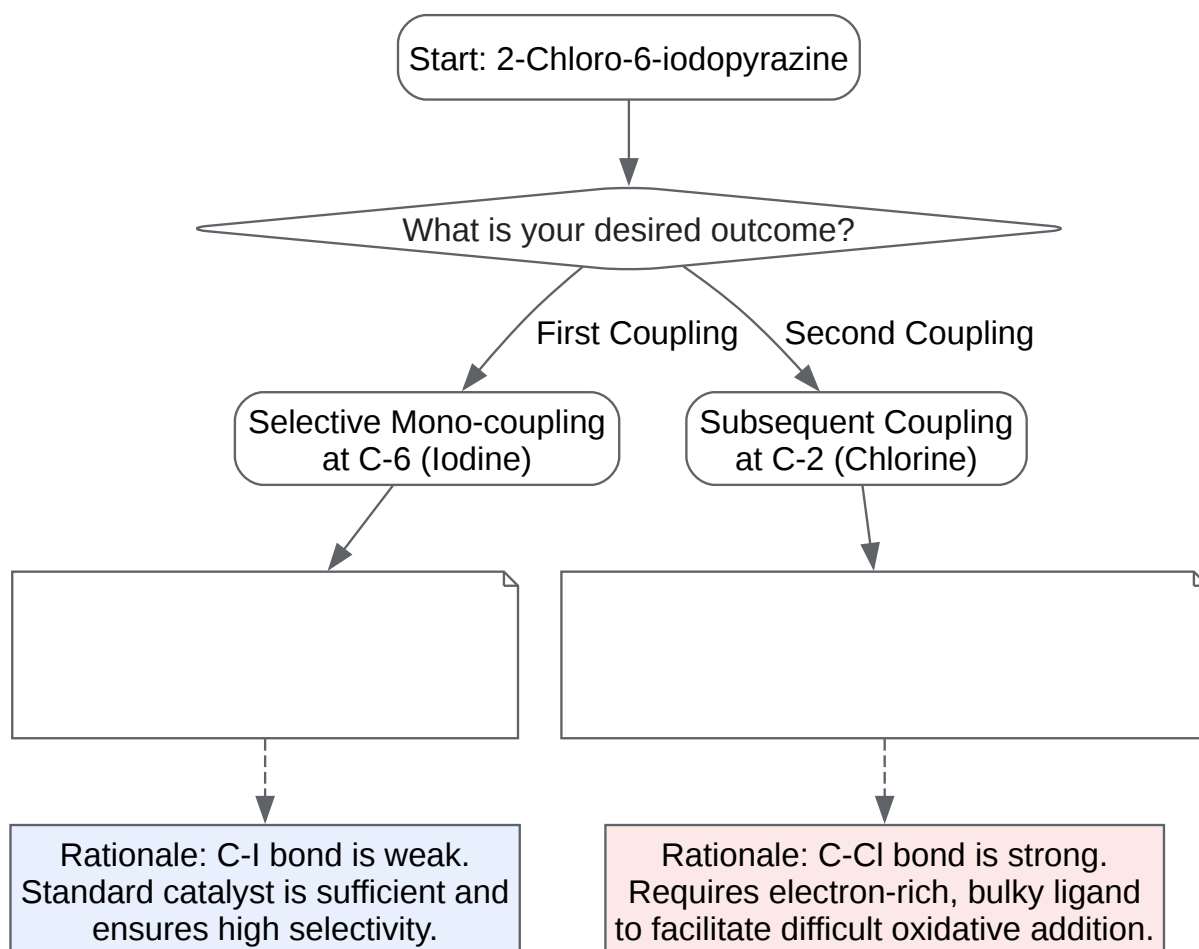 Start: 2-Chloro-6-iodopyrazine
What is your desired outcome?
First Coupling
Second Coupling
Selective Mono-coupling
at C-6 (Iodine)
Subsequent Coupling
at C-2 (Chlorine)
Rationale: C-I bond is weak.
Standard catalyst is sufficient and
ensures high selectivity.
Rationale: C-Cl bond is strong.
Requires electron-rich, bulky ligand
to facilitate difficult oxidative addition.